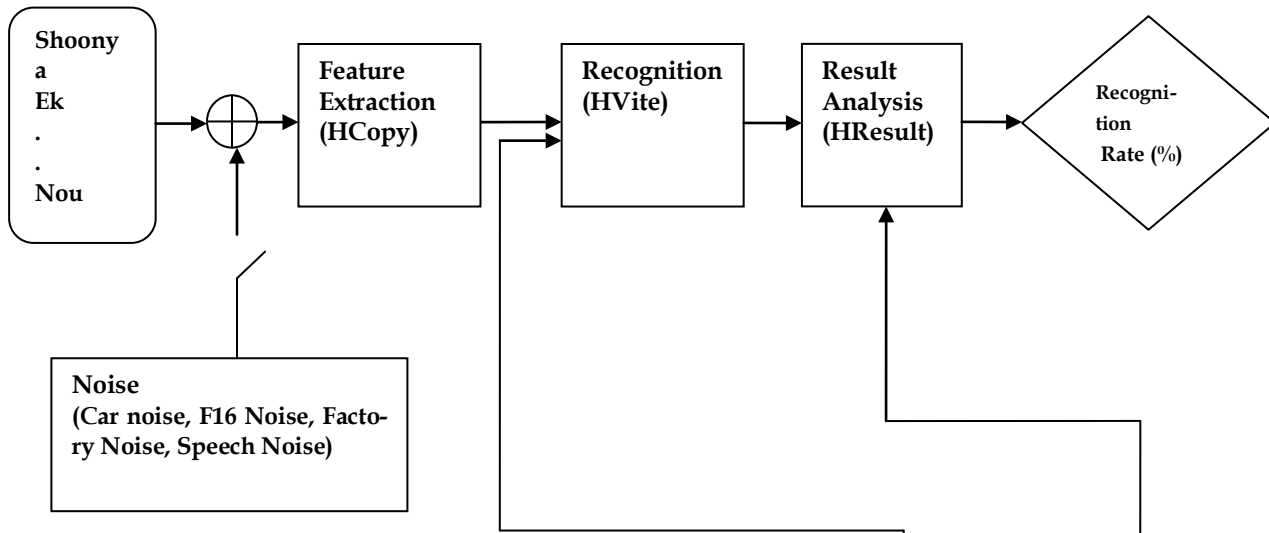 Shoony
a
Ek
.
.
Nou
Feature
Extraction
(HCopy)
Recognition
(HVite)
Result
Analysis
(HResult)
Recogni-
tion
Rate (%)
Noise
(Car noise, F16 Noise, Facto-
ry Noise, Speech Noise)